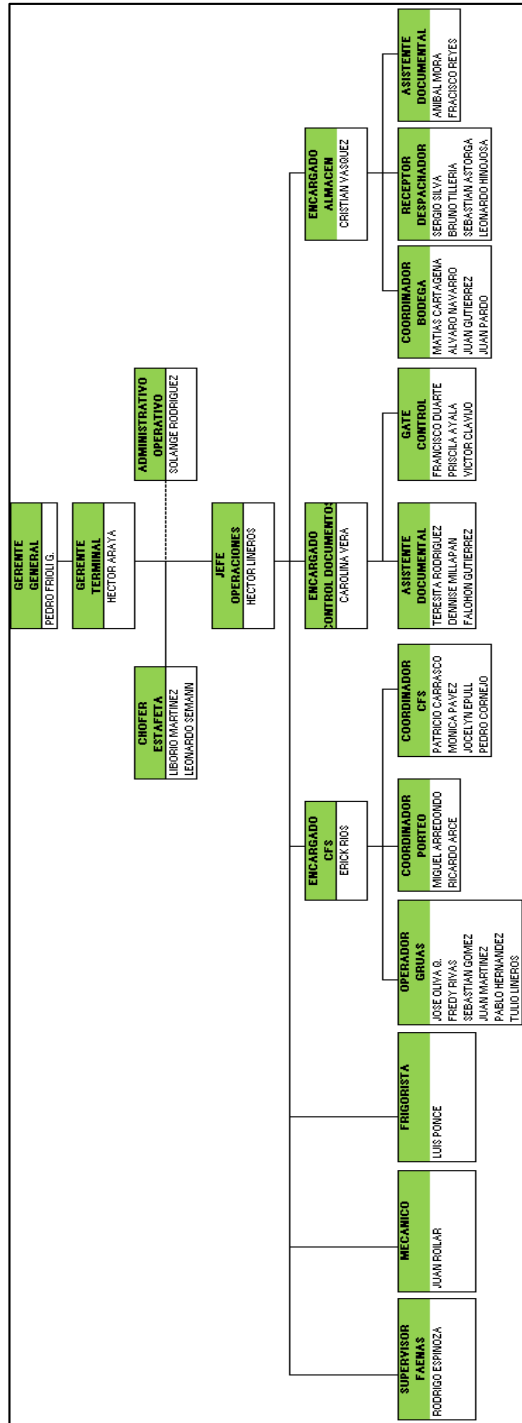 GERENTE
GENERAL
PEDRO FRIOLI G.
GERENTE
TERMINAL
HECTOR ARAYA
CHOFER
ESTAFETA
LIBORIO MARTINEZ
LEONARDO SEMANN
ADMINISTRATIVO
OPERATIVO
SOLANGE RODRIGUEZ
JEFE
OPERACIONES
HECTOR LINEROS
ENCARGADO
CFS
ERICK RIOS
ENCARGADO
CONTROL DOCUMENTOS
CAROLINA VERA
ENCARGADO
ALMACEN
CRISTIAN VASQUEZ
SUPERVISOR
FAENAS
RODRIGO ESPINOZA
MECANICO
JUAN ROILAR
FRIGORISTA
LUIS PONCE
OPERADOR
GRUAS
JOSE OLIVA Q.
FREDY RIVAS
SEBASTIAN GOMEZ
JUAN MARTINEZ
PABLO HERNANDEZ
TULIO LINEROS
COORDINADOR
PORTEO
MIGUEL ARREDONDO
RICARDO ARCE
COORDINADOR
CFS
PATRICIO CARRASCO
MONICA PAVEZ
JOCELYN EPULL
PEDRO CORNEJO
ASISTENTE
DOCUMENTAL
TERESITA RODRIGUEZ
DENNISE MILLAPAN
FALOHON GUTIERREZ
GATE
CONTROL
FRANCISCO DUARTE
PRISCILA AYALA
VICTOR CLAVIJO
COORDINADOR
BODEGA
MATIAS CARTAGENA
ALVARO NAVARRO
JUAN GUTIERREZ
JUAN PARDO
RECEPTOR
DESPACHADOR
SERGIO SILVA
BRUNO TILLERIA
SEBASTIAN ASTORGA
LEONARDO HINOJOSA
ASISTENTE
DOCUMENTAL
ANIBAL MORA
FRACISCO REYES